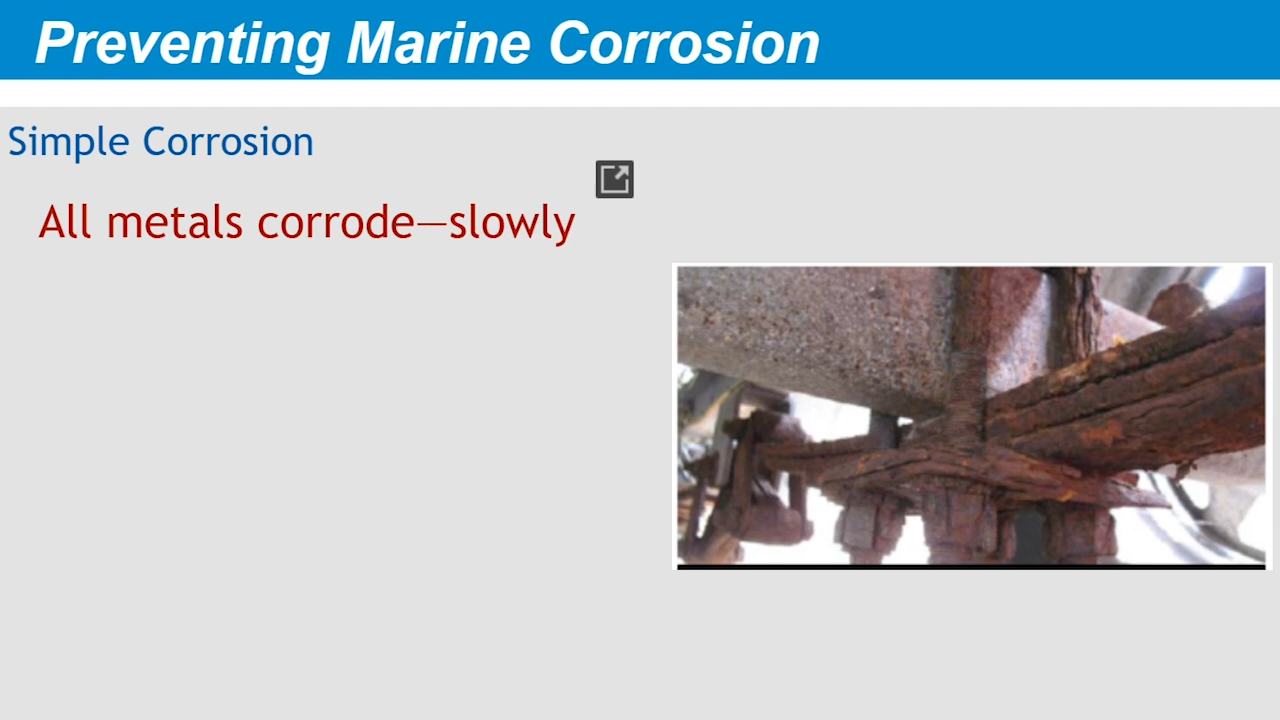 Preventing Marine Corrosion
Simple Corrosion
All metals corrode—slowly